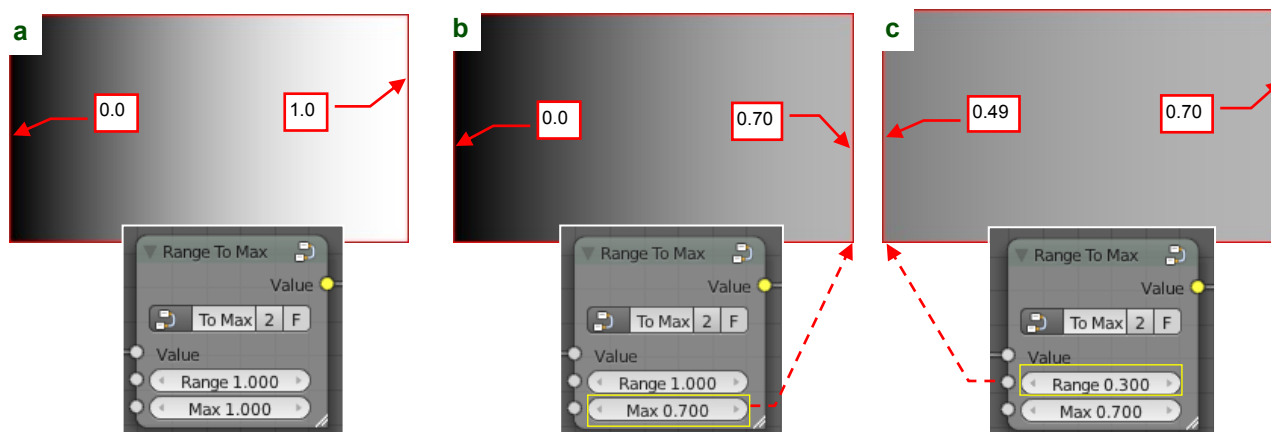 a
0.0
1.0
Range To Max
Value
To Max 2 F
Value
Range 1.000
Max 1.000
b
0.0
0.70
Range To Max
Value
To Max 2 F
Value
Range 1.000
Max 0.700
c
0.49
0.70
Range To Max
Value
To Max 2 F
Value
Range 0.300
Max 0.700